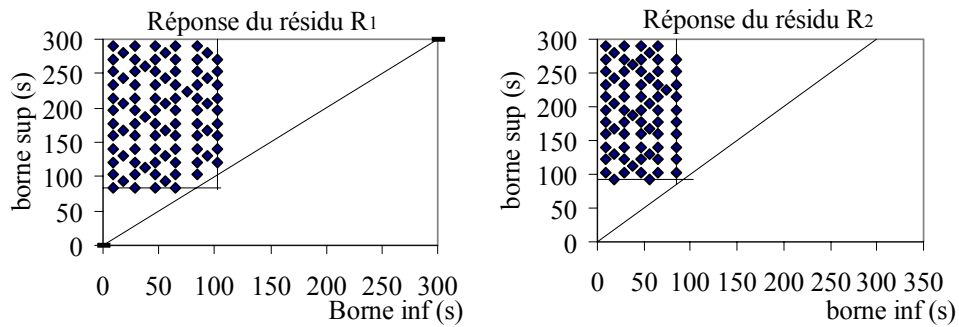 Réponse du résidu R1
300
250
200
150
100
50
0
borne sup (s)
0 50 100 150 200 250 300
Borne inf (s)
Réponse du résidu R2
300
250
200
150
100
50
0
borne sup (s)
0 50 100 150 200 250 300 350
borne inf (s)